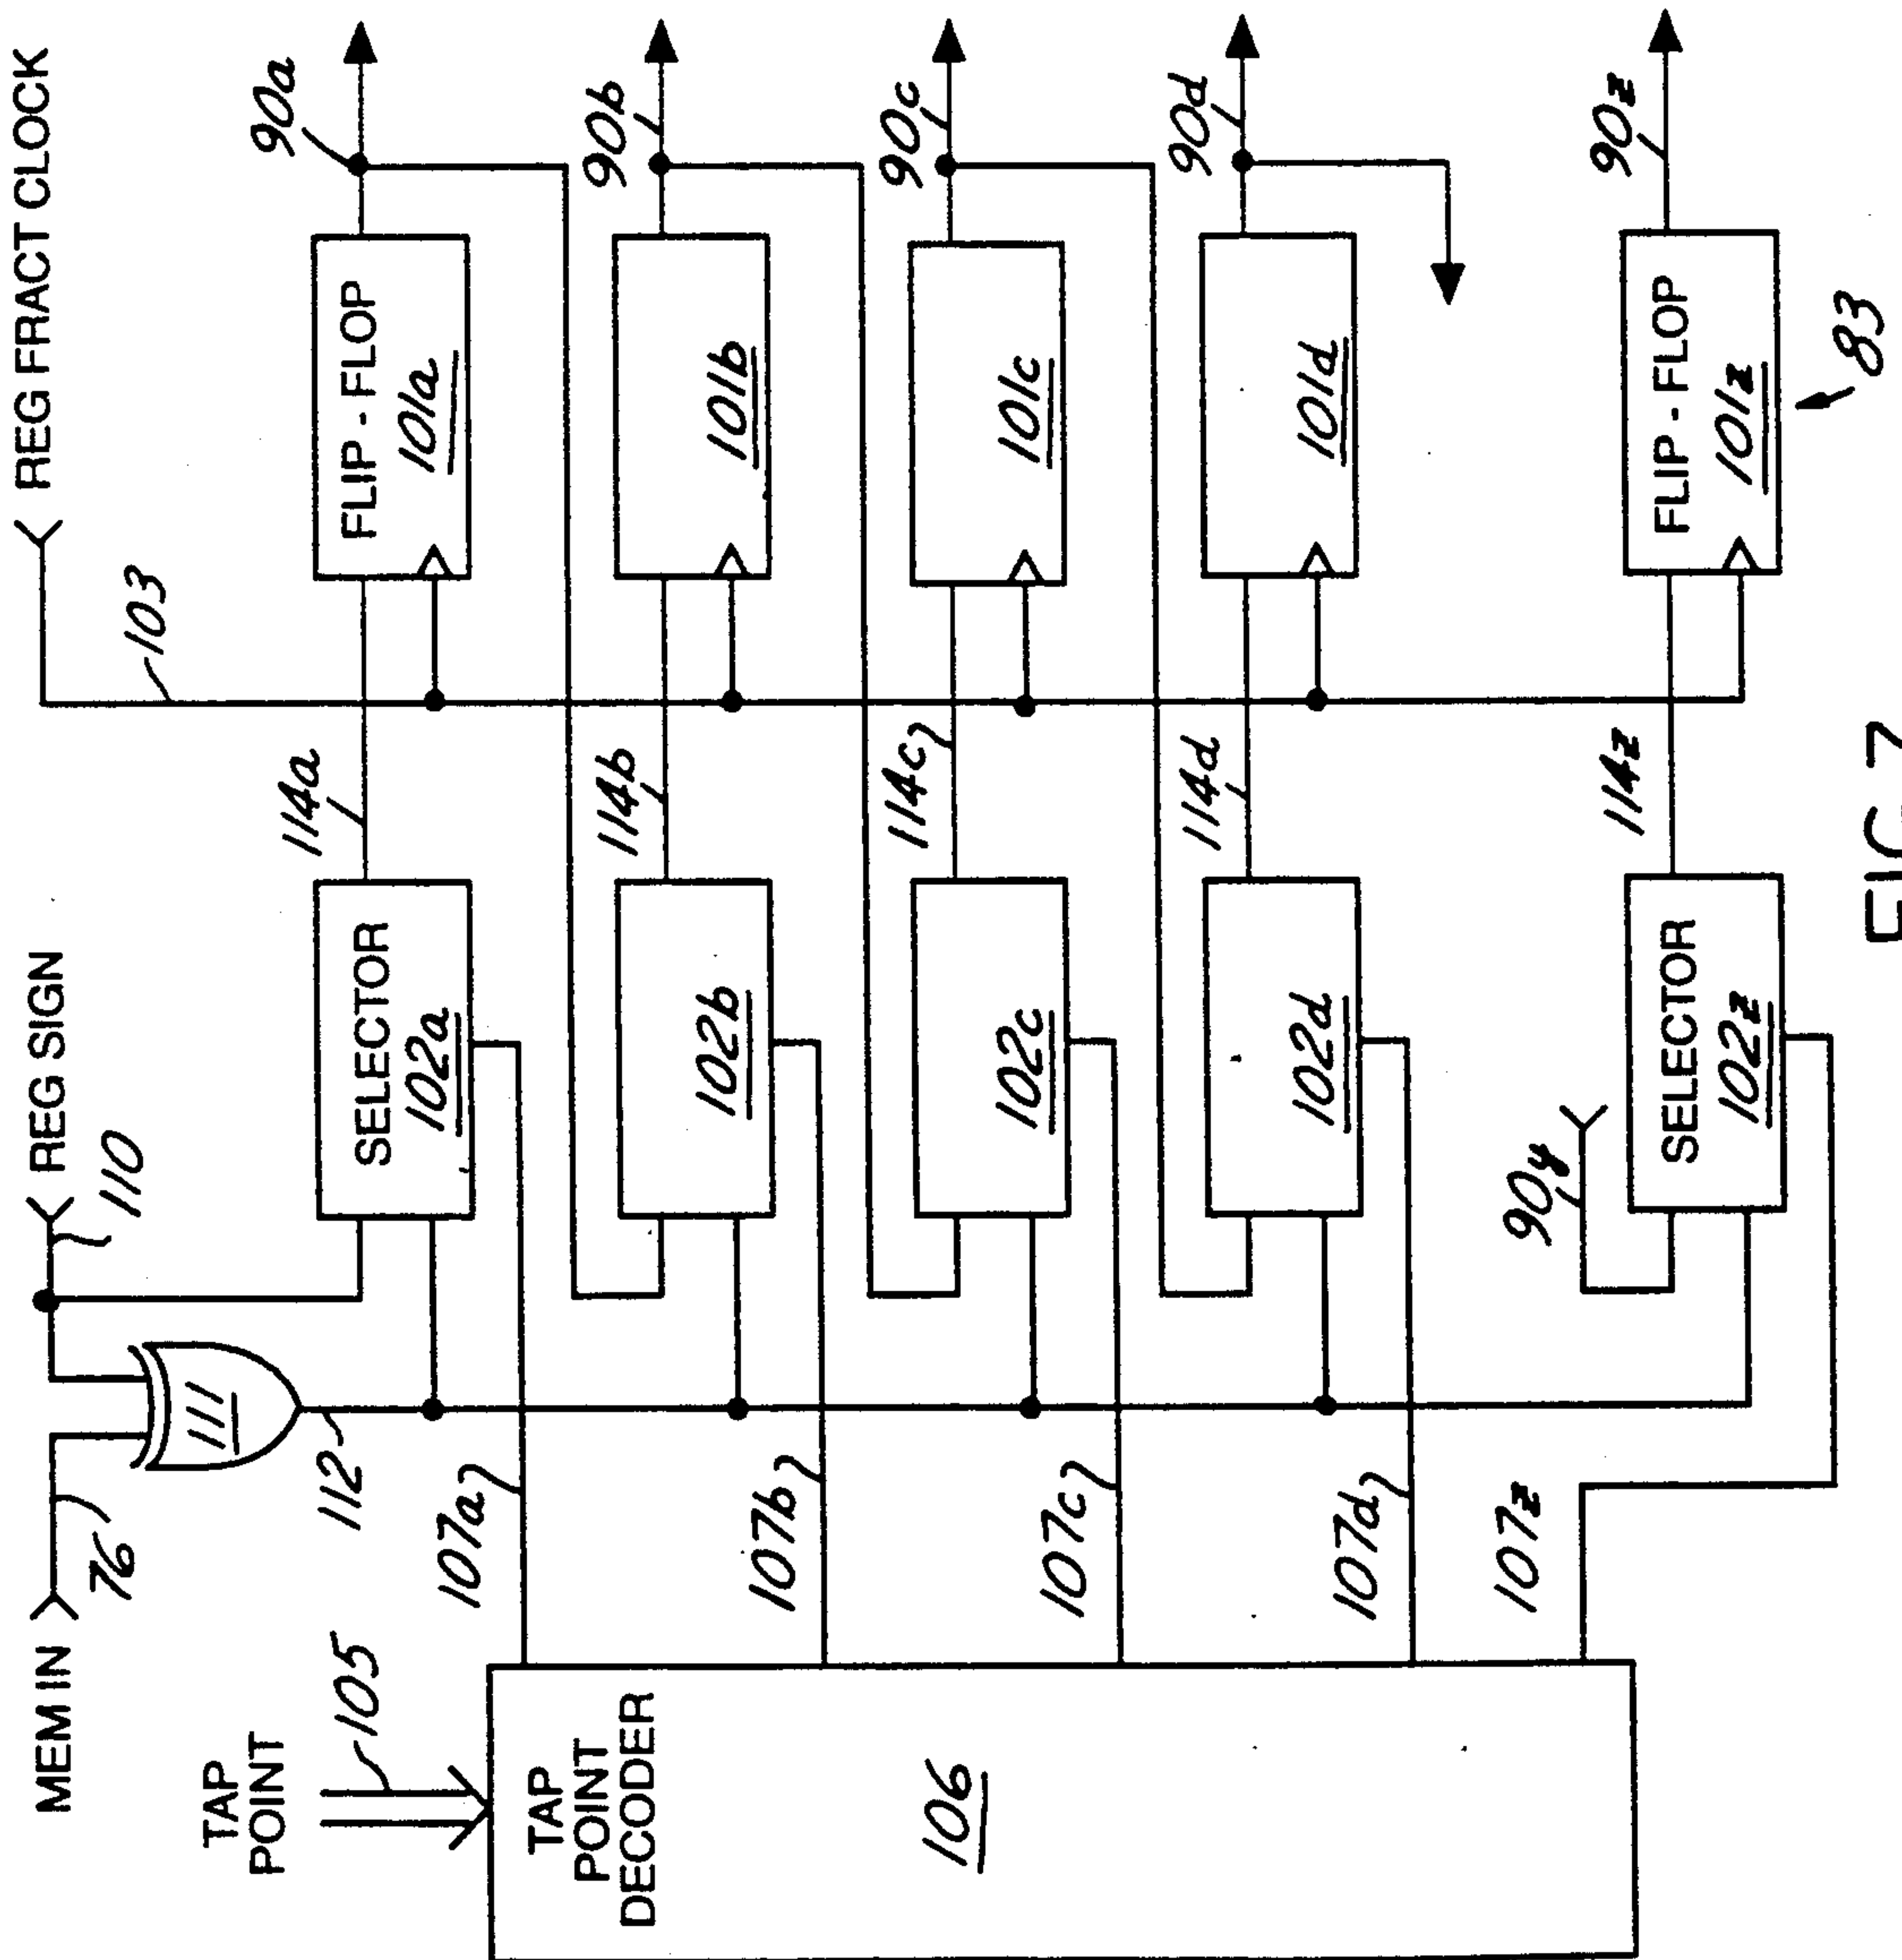 MEM IN
76
REG SIGN
110
REG FRACT CLOCK
103
111
112
TAP
POINT
105
TAP
POINT
DECODER
106
107a
SELECTOR
102a
114a
FLIP - FLOP
101a
90a
107b
102b
114b
101b
90b
107c
102c
114c
101c
90c
107d
102d
114d
101d
90d
107z
90y
SELECTOR
102z
114z
FLIP - FLOP
101z
90z
83
FIG 7